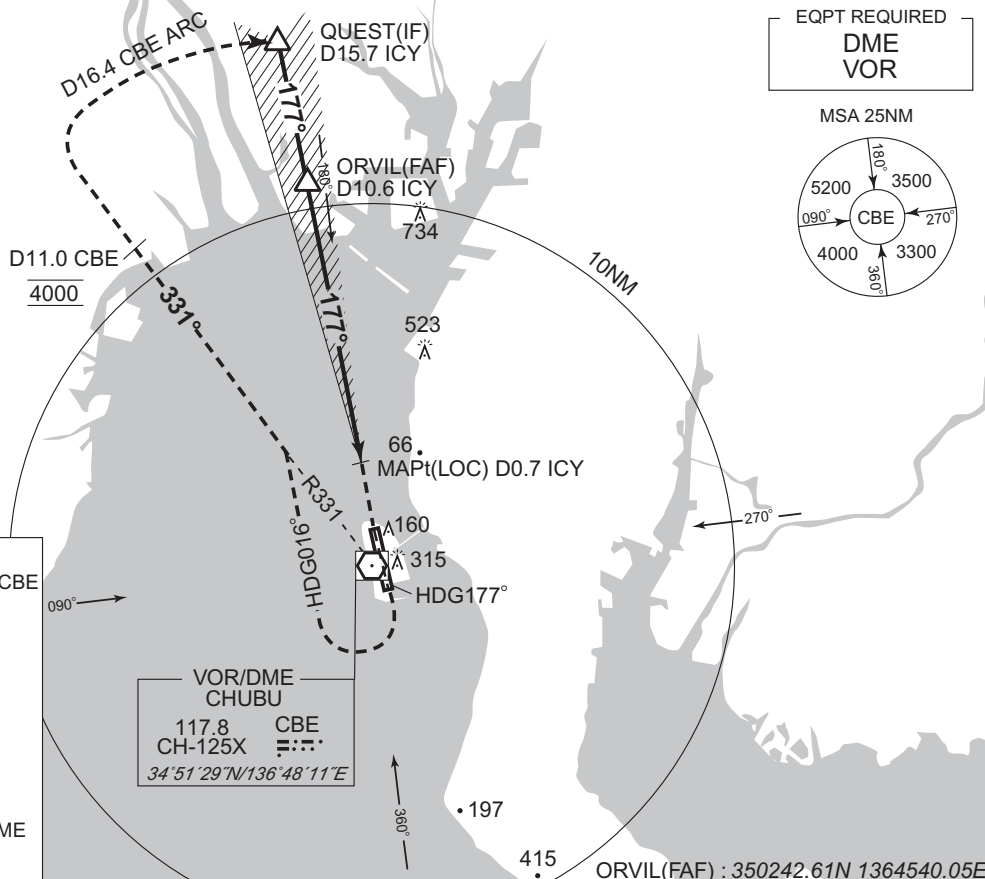 EQPT REQUIRED
DME
VOR
MSA 25NM
180°
5200
3500
090°
CBE
270°
4000
3300
360°
D16.4 CBE ARC
QUEST(IF)
D15.7 ICY
177°
ORVIL(FAF)
D10.6 ICY
180°
734
D11.0 CBE
4000
331°
10NM
177°
523
66
MAPt(LOC) D0.7 ICY
R331
270°
160
HDG016°
315
CBE
HDG177°
090°
VOR/DME
CHUBU
117.8 CBE
CH-125X
34°51´29˝N/136°48´11˝E
360°
197
ME
415
ORVIL(FAF) : 350242.61N 1364540.05E